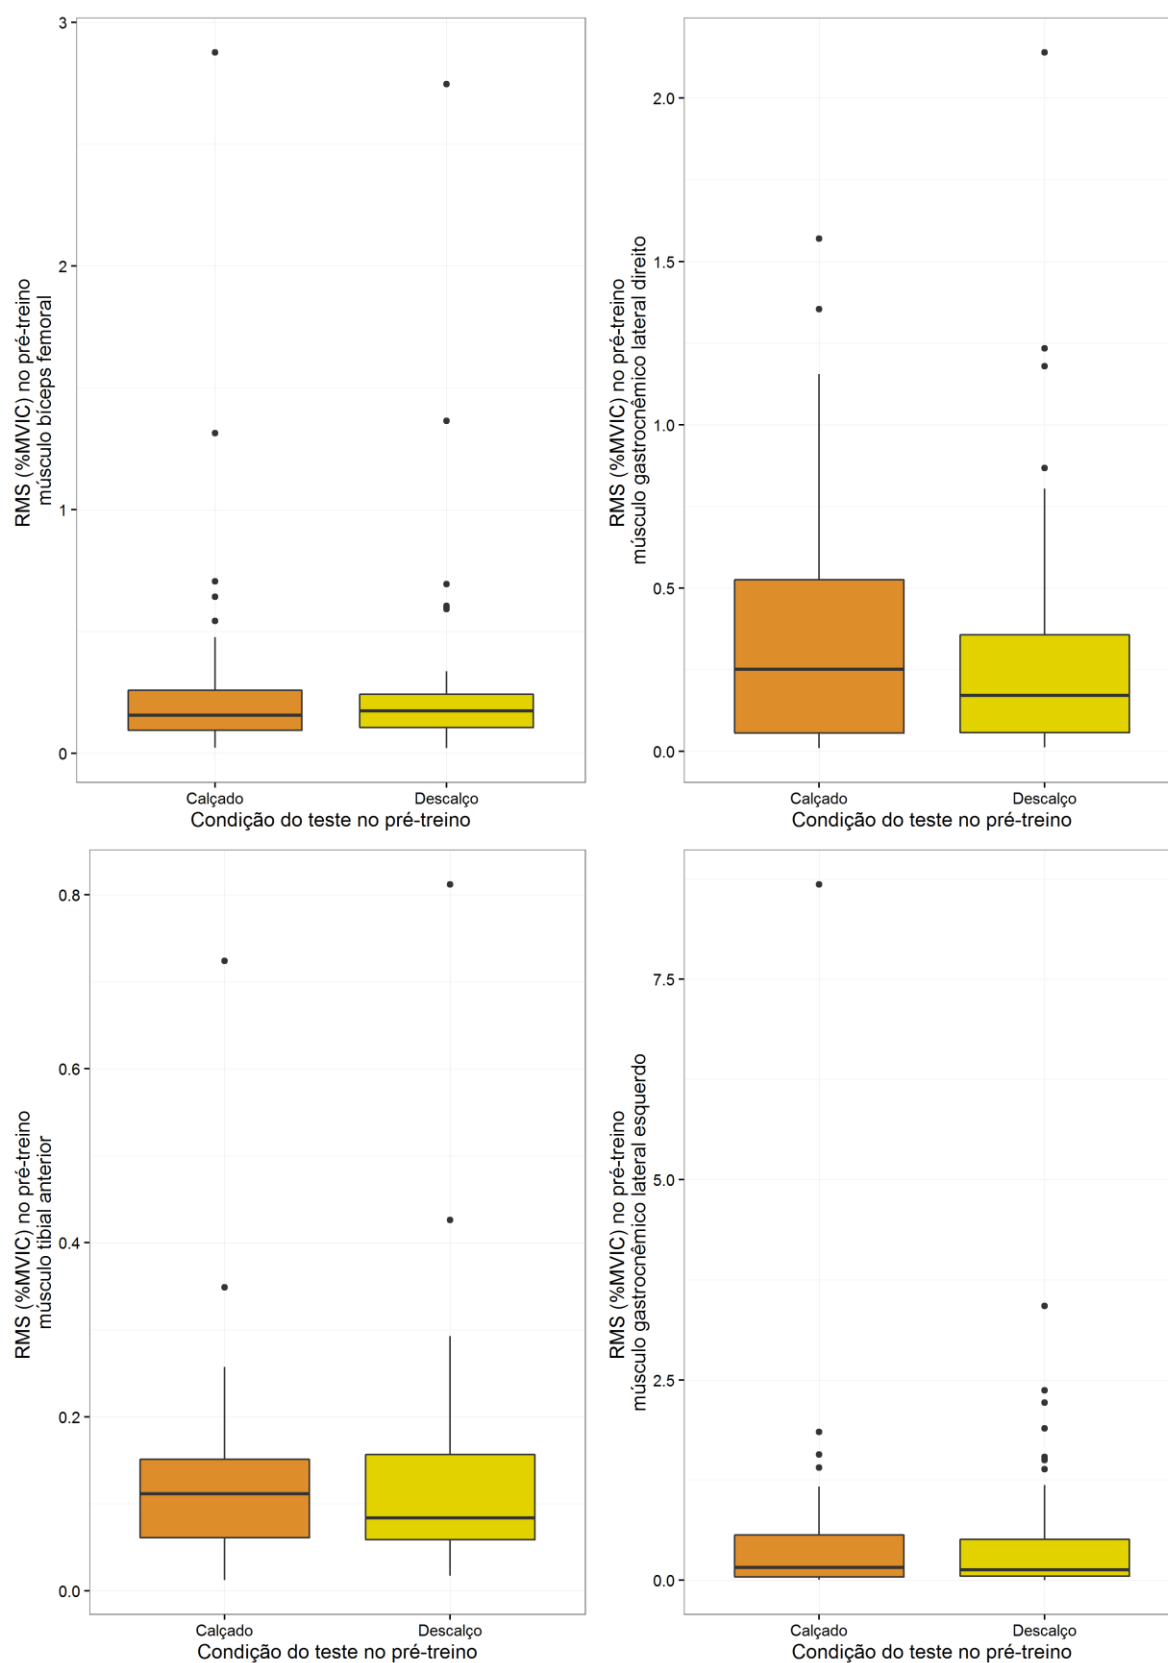 RMS (%MVIC) no pré-treino
músculo bíceps femoral
3
2
1
0
Calçado
Descalço
Condição do teste no pré-treino
RMS (%MVIC) no pré-treino
músculo gastrocnêmico lateral direito
2.0
1.5
1.0
0.5
0.0
Calçado
Descalço
Condição do teste no pré-treino
RMS (%MVIC) no pré-treino
músculo tibial anterior
0.8
0.6
0.4
0.2
0.0
Calçado
Descalço
Condição do teste no pré-treino
RMS (%MVIC) no pré-treino
músculo gastrocnêmico lateral esquerdo
7.5
5.0
2.5
0.0
Calçado
Descalço
Condição do teste no pré-treino